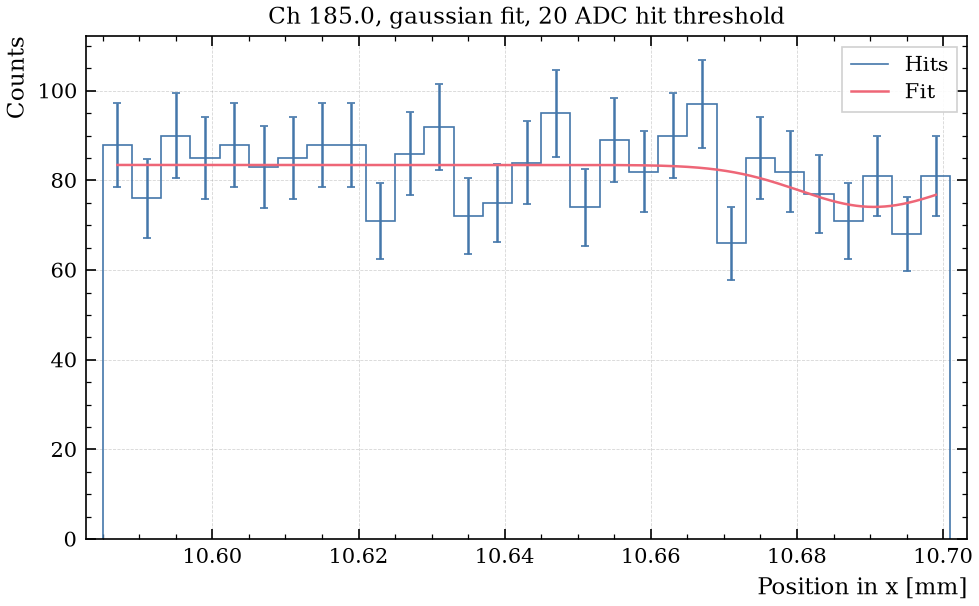 Ch 185.0, gaussian fit, 20 ADC hit threshold
Counts
Hits
Fit
100
80
60
40
20
0
10.60 10.62 10.64 10.66 10.68 10.70
Position in x [mm]